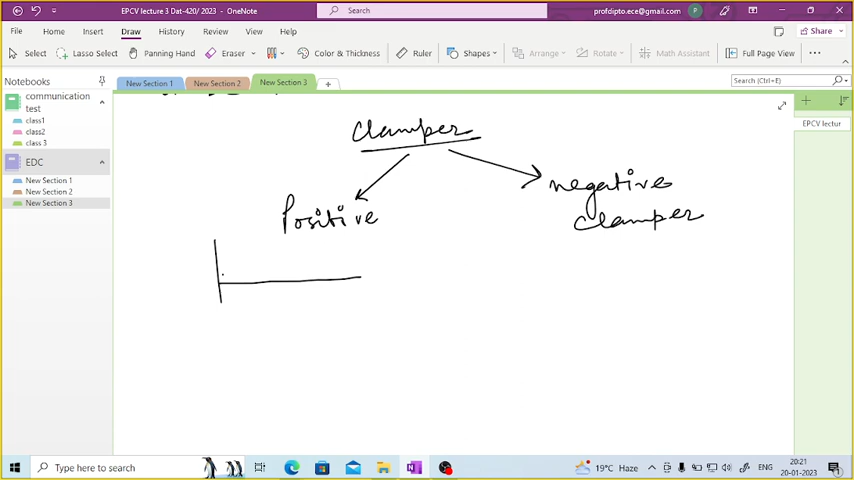 EPCV lecture 3 Dat-420/ 2023 - OneNote
Search
profdipto.ece@gmail.com
P
File Home Insert Draw History Review View Help
Share
Select Lasso Select Panning Hand Eraser Color & Thickness Ruler Shapes Arrange Rotate Math Assistant Full Page View
Notebooks
New Section 1 New Section 2 New Section 3
Search (Ctrl+E)
communication
test
class1
class2
class 3
EDC
New Section 1
New Section 2
New Section 3
EPCV lectur
clamper
Positive
negative
clamper
Type here to search
19°C Haze
ENG
20:21
20-01-2023